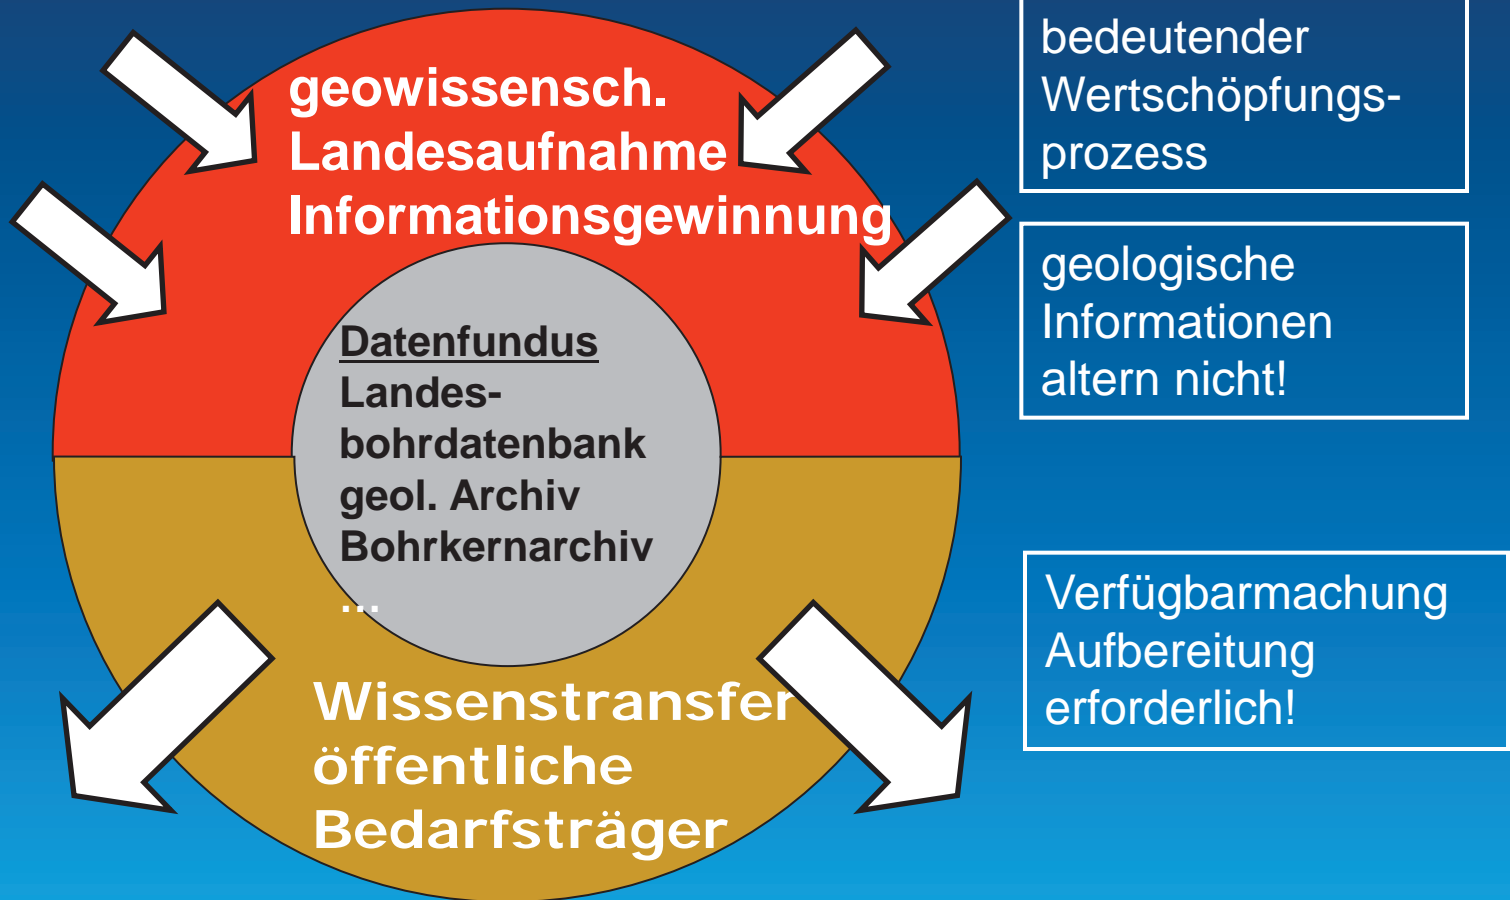 geowissensch.
Landesaufnahme
Informationsgewinnung
Datenfundus
Landes-
bohrdatenbank
geol. Archiv
Bohrkernarchiv
…
Wissenstransfer
öffentliche
Bedarfsträger
bedeutender
Wertschöpfungs-
prozess
geologische
Informationen
altern nicht!
Verfügbarmachung
Aufbereitung
erforderlich!